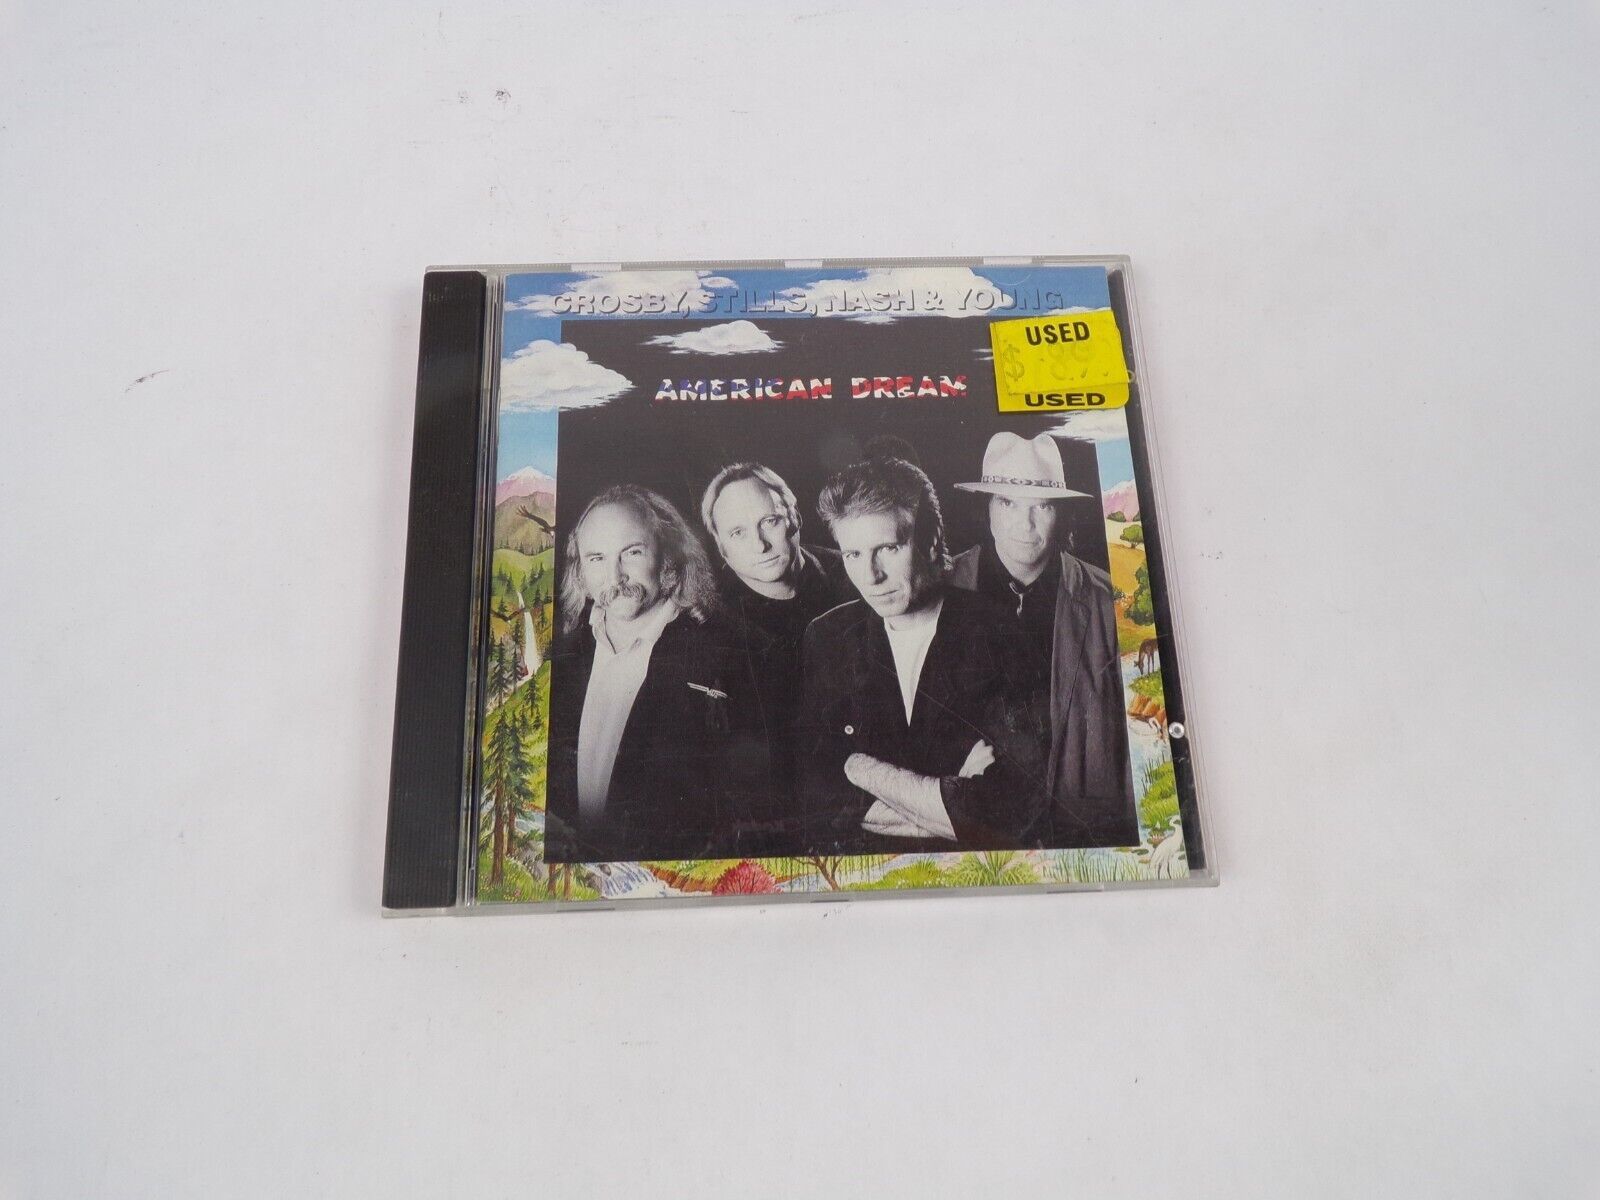 CROSBY, STILLS, NASH & YOUNG
AMERICAN DREAM
USED
$
USED